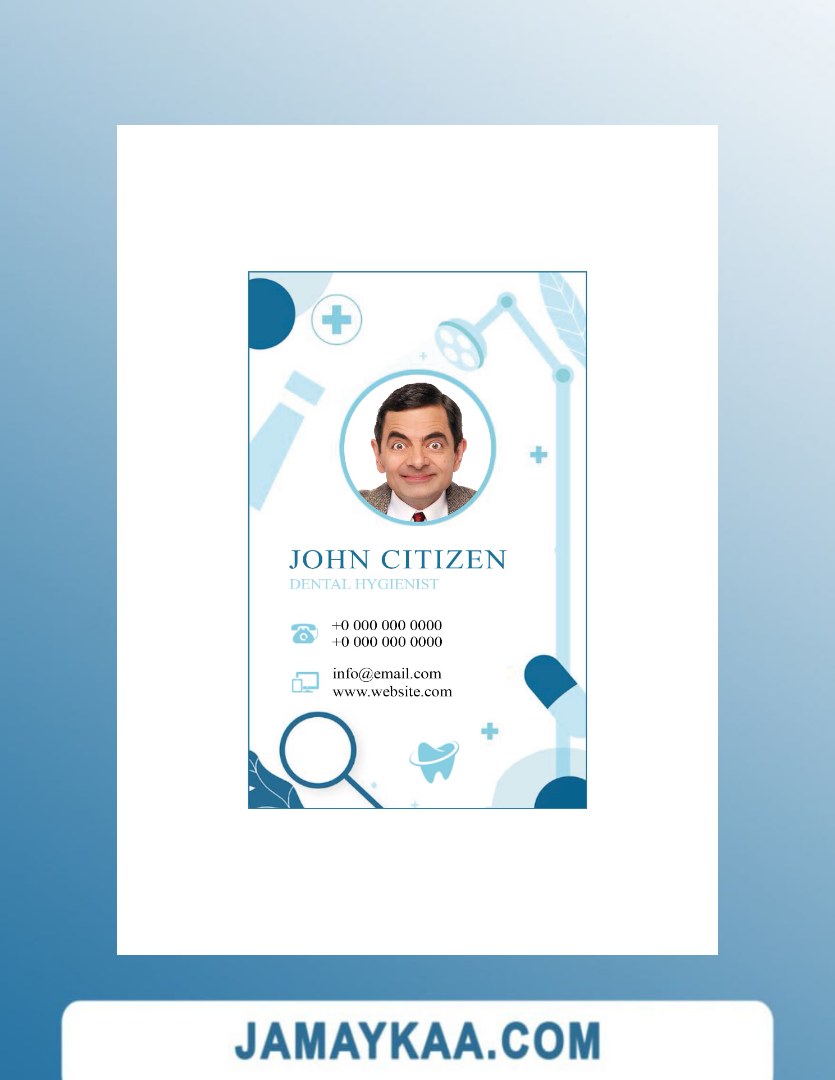 JOHN CITIZEN
DENTAL HYGIENIST
+0 000 000 0000
+0 000 000 0000
info@email.com
www.website.com
JAMAYKAA.COM